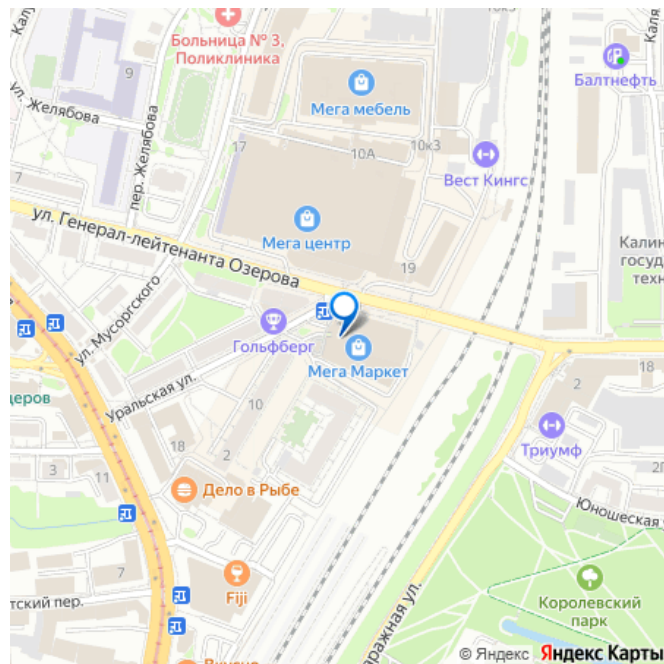 10к3
Больница № 3,
Поликлиника
Балтнефть
9
Мега мебель
ул. Желябова
пер. Желябова
17
10А
10к3
Вест Кингс
7
ул. Генерал-лейтенанта Озерова
Мега центр
19
ул. Мусоргского
Гольфберг
Мега Маркет
2
Уральская ул.
10
18
2
Триумф
3
11
18
Дело в Рыбе
Юношеская
7
Fiji
Королевский
парк
© Яндекс Яндекс Карты